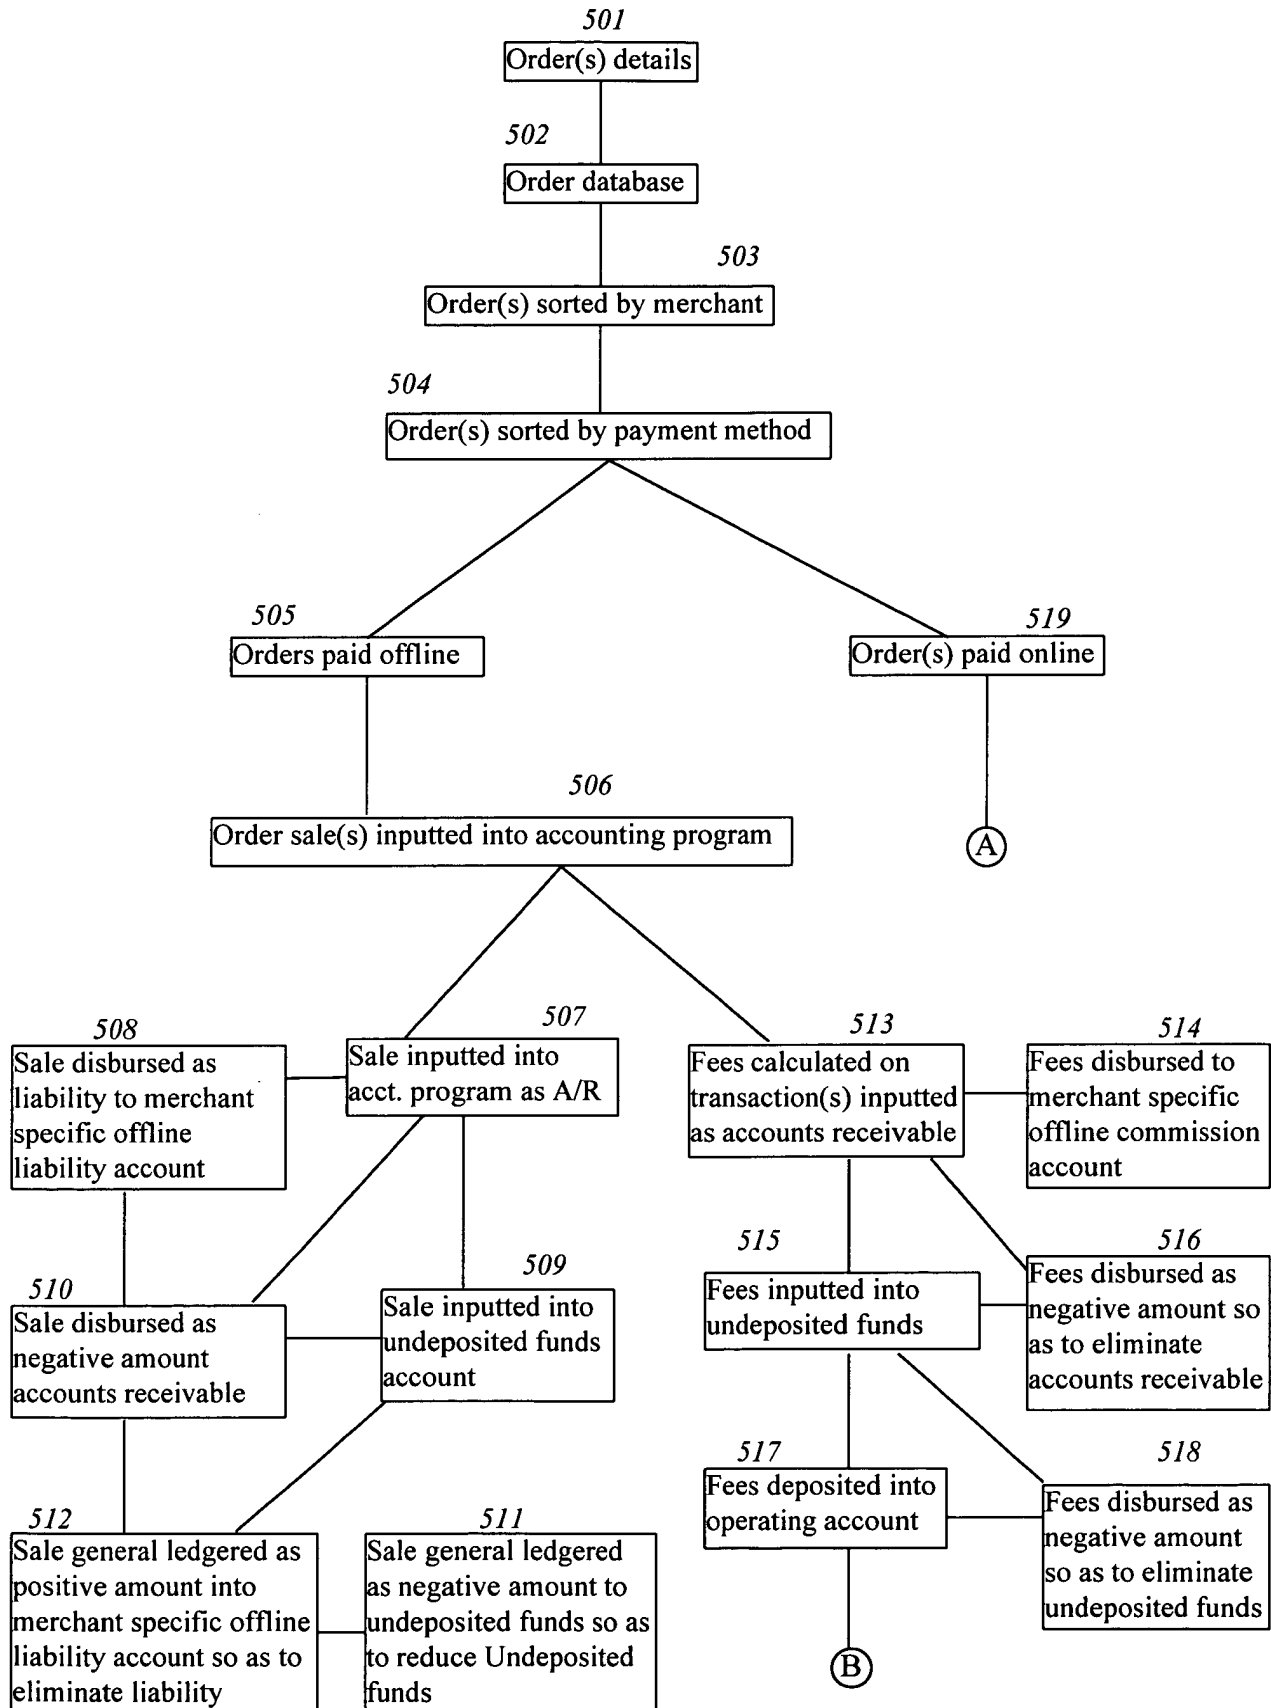 501
Order(s) details
502
Order database
503
Order(s) sorted by merchant
504
Order(s) sorted by payment method
505
Orders paid offline
519
Order(s) paid online
A
506
Order sale(s) inputted into accounting program
508
Sale disbursed as
liability to merchant
specific offline
liability account
507
Sale inputted into
acct. program as A/R
513
Fees calculated on
transaction(s) inputted
as accounts receivable
514
Fees disbursed to
merchant specific
offline commission
account
510
Sale disbursed as
negative amount
accounts receivable
509
Sale inputted into
undeposited funds
account
515
Fees inputted into
undeposited funds
516
Fees disbursed as
negative amount so
as to eliminate
accounts receivable
512
Sale general ledgered as
positive amount into
merchant specific offline
liability account so as to
eliminate liability
511
Sale general ledgered
as negative amount to
undeposited funds so as
to reduce Undeposited
funds
517
Fees deposited into
operating account
518
Fees disbursed as
negative amount
so as to eliminate
undeposited funds
B